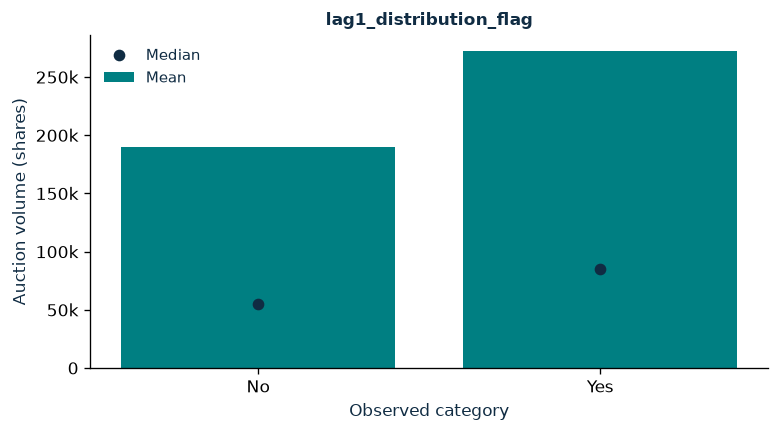 lag1_distribution_flag
Median
Mean
Auction volume (shares)
250k
200k
150k
100k
50k
0
No
Yes
Observed category